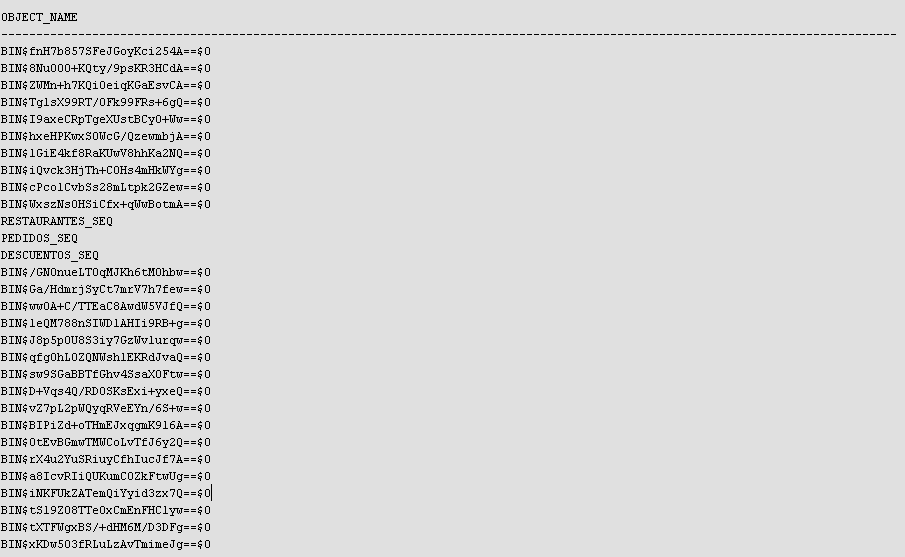 OBJECT_NAME
--------------------------------------------------------------------------------------------------------------------------------
BIN$fnH7b857SFeJGoyKci254A==$0
BIN$8Nu000+KQty/9psKR3HCdA==$0
BIN$ZWMn+h7KQi0eiqKGaEsvCA==$0
BIN$TglsX99RT/0Fk99FRs+6gQ==$0
BIN$I9axeCRpTgeXUstBCy0+Ww==$0
BIN$hxeHPKwxS0WcG/QzewmbjA==$0
BIN$lGiE4kf8RaKUwV8hhKa2NQ==$0
BIN$iQvck3HjTh+C0Hs4mHkWYg==$0
BIN$cPcolCvbSs28mLtpk2GZew==$0
BIN$WxszNs0HSiCfx+qWwBotmA==$0
RESTAURANTES_SEQ
PEDIDOS_SEQ
DESCUENTOS_SEQ
BIN$/GN0nueLT0qMJKh6tM0hbw==$0
BIN$Ga/HdmrjSyCt7mrV7h7few==$0
BIN$ww0A+C/TTEaC8AwdW5VJfQ==$0
BIN$leQM788nSIWDlAHIi9RB+g==$0
BIN$J8p5p0U8S3iy7GzWvlurqw==$0
BIN$qfg0hL0ZQNWshlEKRdJvaQ==$0
BIN$sw9SGaBBTfGhv4SsaX0Ftw==$0
BIN$D+Vqs4Q/RD0SKsExi+yxeQ==$0
BIN$vZ7pL2pWQyqRVeEYn/6S+w==$0
BIN$BIPiZd+oTHmEJxqgmK9l6A==$0
BIN$0tEvBGmwTMWCoLvTfJ6y2Q==$0
BIN$rX4u2YuSRiuyCfhIucJf7A==$0
BIN$a8IcvRIiQUKumC0ZkFtwUg==$0
BIN$iNKFUkZATemQiYyid3zx7Q==$0
BIN$tSl9Z08TTe0xCmEnFHClyw==$0
BIN$tXTFWgxBS/+dHM6M/D3DFg==$0
BIN$xKDw503fRLuLzAvTmimeJg==$0